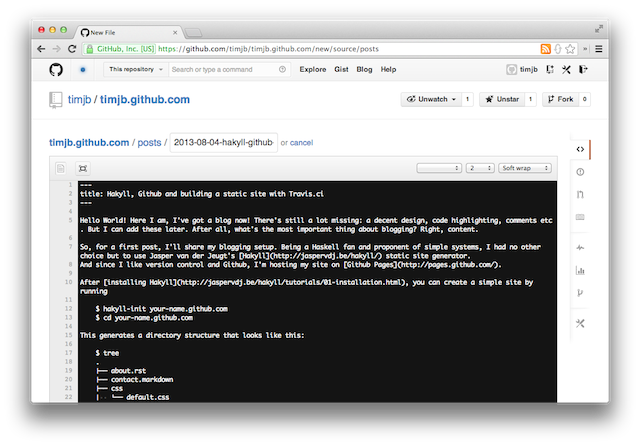 New File
GitHub, Inc. [US] https://github.com/timjb/timjb.github.com/new/source/posts
This repository Search or type a command Explore Gist Blog Help timjb
timjb / timjb.github.com Unwatch 1 Unstar 1 Fork 0
timjb.github.com / posts / 2013-08-04-hakyll-github- or cancel
2 Soft wrap
1 ---
2 title: Hakyll, Github and building a static site with Travis.ci
3 ---
4
5 Hello World! Here I am, I've got a blog now! There's still a lot missing: a decent design, code highlighting, comments etc
. But I can add these later. After all, what's the most important thing about blogging? Right, content.
6
7 So, for a first post, I'll share my blogging setup. Being a Haskell fan and proponent of simple systems, I had no other
choice but to use Jasper van der Jeugt's [Hakyll](http://jaspervdj.be/hakyll/) static site generator.
8 And since I like version control and Github, I'm hosting my site on [Github Pages](http://pages.github.com/).
9
10 After [installing Hakyll](http://jaspervdj.be/hakyll/tutorials/01-installation.html), you can create a simple site by
running
11
12 $ hakyll-init your-name.github.com
13 $ cd your-name.github.com
14
15 This generates a directory structure that looks like this:
16
17 $ tree
18 .
19 ├── about.rst
20 ├── contact.markdown
21 ├── css
22 │   └── default.css